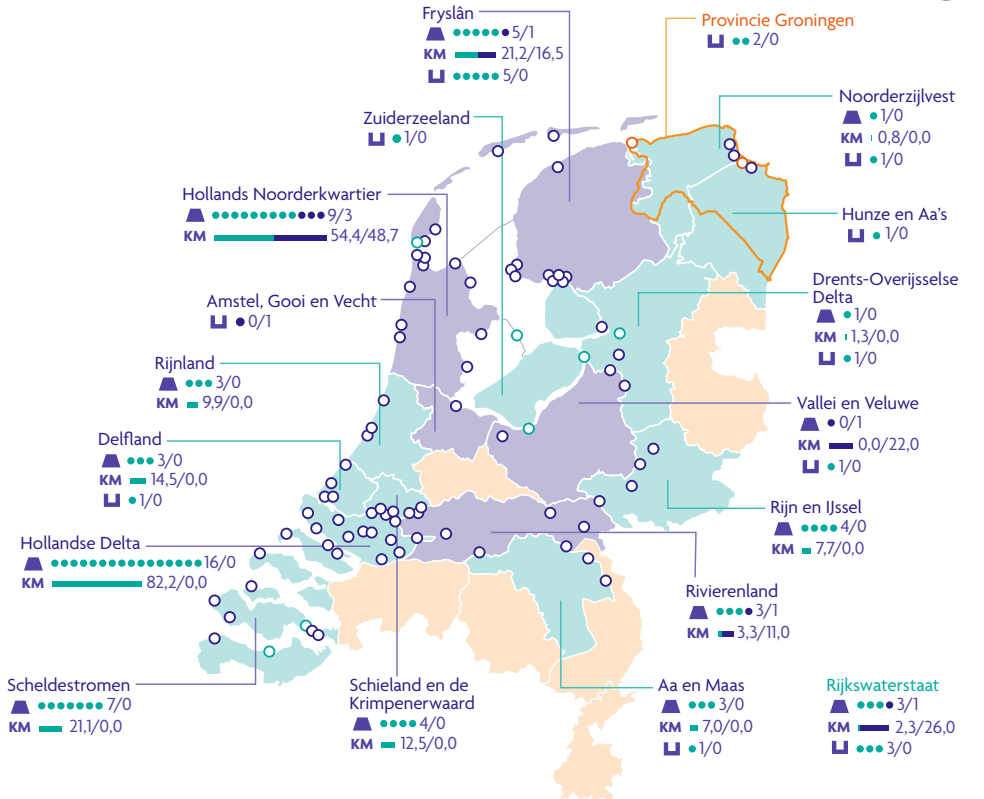 Fryslân
5/1
KM 21,2/16,5
5/0
Provincie Groningen
2/0
Zuiderzeeland
1/0
Noorderzijlvest
1/0
KM 0,8/0,0
1/0
Hollands Noorderkwartier
9/3
KM 54,4/48,7
Hunze en Aa's
1/0
Amstel, Gooi en Vecht
0/1
Drents-Overijsselse
Delta
1/0
KM 1,3/0,0
1/0
Rijnland
3/0
KM 9,9/0,0
Vallei en Veluwe
0/1
KM 0,0/22,0
1/0
Delfland
3/0
KM 14,5/0,0
1/0
Rijn en IJssel
4/0
KM 7,7/0,0
Hollandse Delta
16/0
KM 82,2/0,0
Rivierenland
3/1
KM 3,3/11,0
Scheldestromen
7/0
KM 21,1/0,0
Schieland en de
Krimpenerwaard
4/0
KM 12,5/0,0
Aa en Maas
3/0
KM 7,0/0,0
1/0
Rijkswaterstaat
3/1
KM 2,3/26,0
3/0